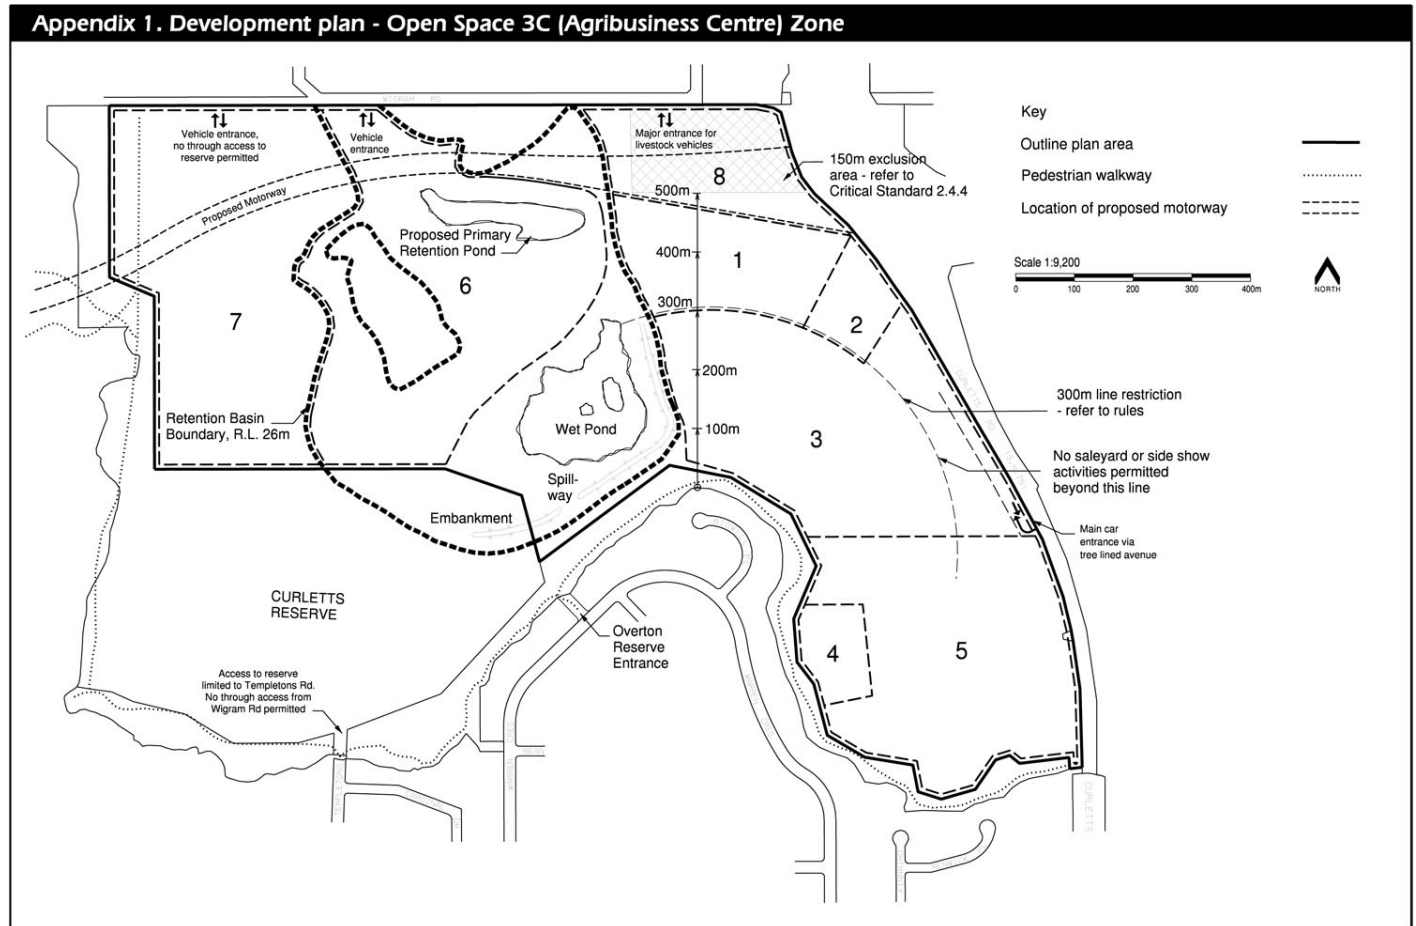 Appendix 1. Development plan - Open Space 3C (Agribusiness Centre) Zone
WIGRAM RD
Vehicle entrance,
no through access to
reserve permitted
Vehicle
entrance
Major entrance for
livestock vehicles
8
150m exclusion
area - refer to
Critical Standard 2.4.4
Key
Outline plan area
Pedestrian walkway
Location of proposed motorway
Scale 1:9,200
0 100 200 300 400m
NORTH
Proposed Motorway
500m
400m
300m
200m
100m
Proposed Primary
Retention Pond
6
7
1
2
3
Retention Basin
Boundary, R.L. 26m
Wet Pond
Spill-
way
Embankment
CURLETTS RD
300m line restriction
- refer to rules
No saleyard or side show
activities permitted
beyond this line
Main car
entrance via
tree lined avenue
CURLETTS
RESERVE
Overton
Reserve
Entrance
4
5
Access to reserve
limited to Templetons Rd.
No through access from
Wigram Rd permitted
CURLETTS